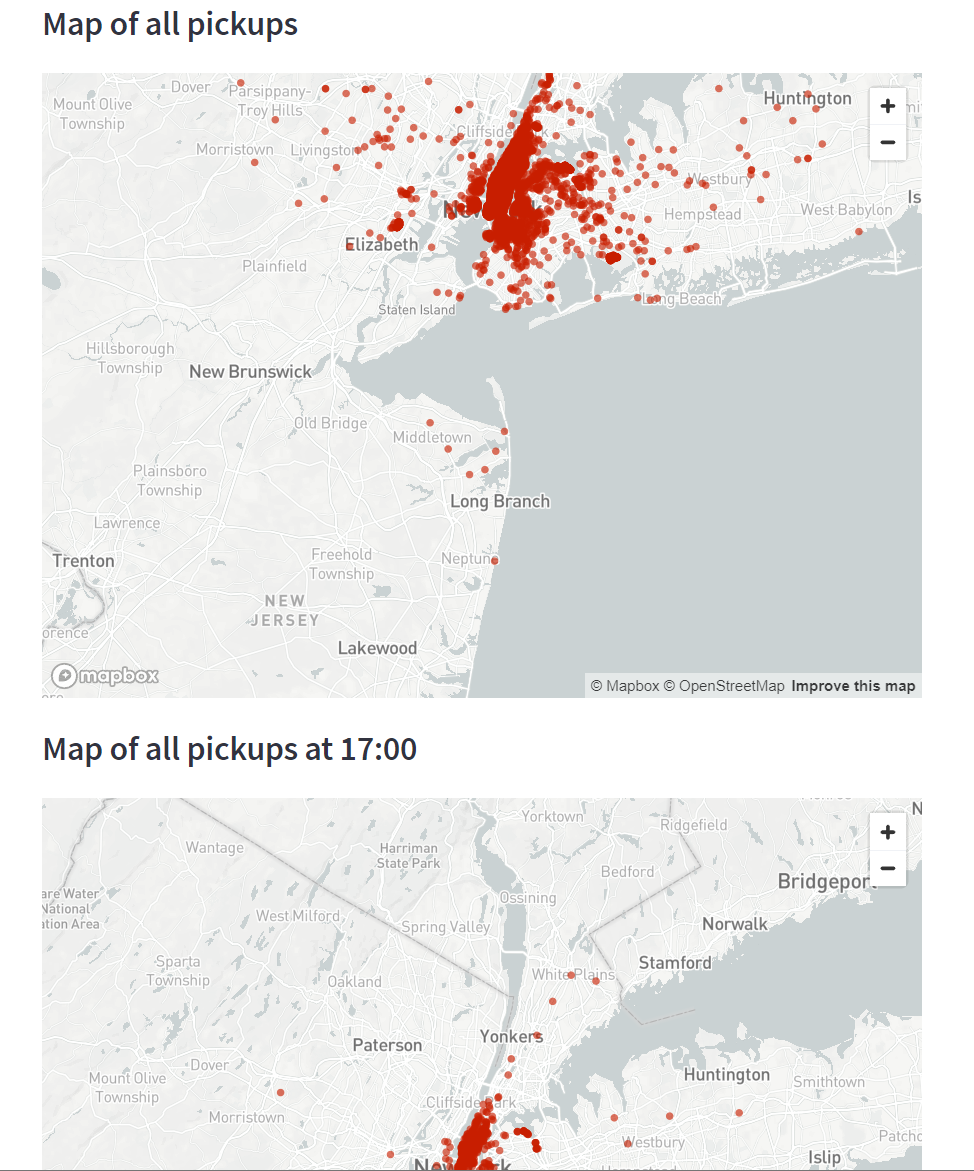 Map of all pickups
Dover
Parsippany-
Troy Hills
Mount Olive
Township
Huntington
+
−
Cliffside
Morristown
Livingston
Westbury
Is
New York
Hempstead
West Babylon
Elizabeth
Plainfield
Staten Island
Long Beach
Hillsborough
Township
New Brunswick
Old Bridge
Middletown
Plainsboro
Township
Long Branch
Lawrence
Trenton
Freehold
Township
Neptun
NEW
JERSEY
orence
Lakewood
mapbox
© Mapbox © OpenStreetMap Improve this map
Map of all pickups at 17:00
N
Yorktown
Ridgefield
+
−
Wantage
Harriman
State Park
Bedford
Bridgeport
are Water
National
ation Area
Ossining
West Milford
Spring Valley
Norwalk
Sparta
Township
Stamford
White Plains
Oakland
Yonkers
Paterson
Dover
Mount Olive
Township
Huntington
Smithtown
Cliffside Park
Morristown
Westbury
Patcho
Islip
New York